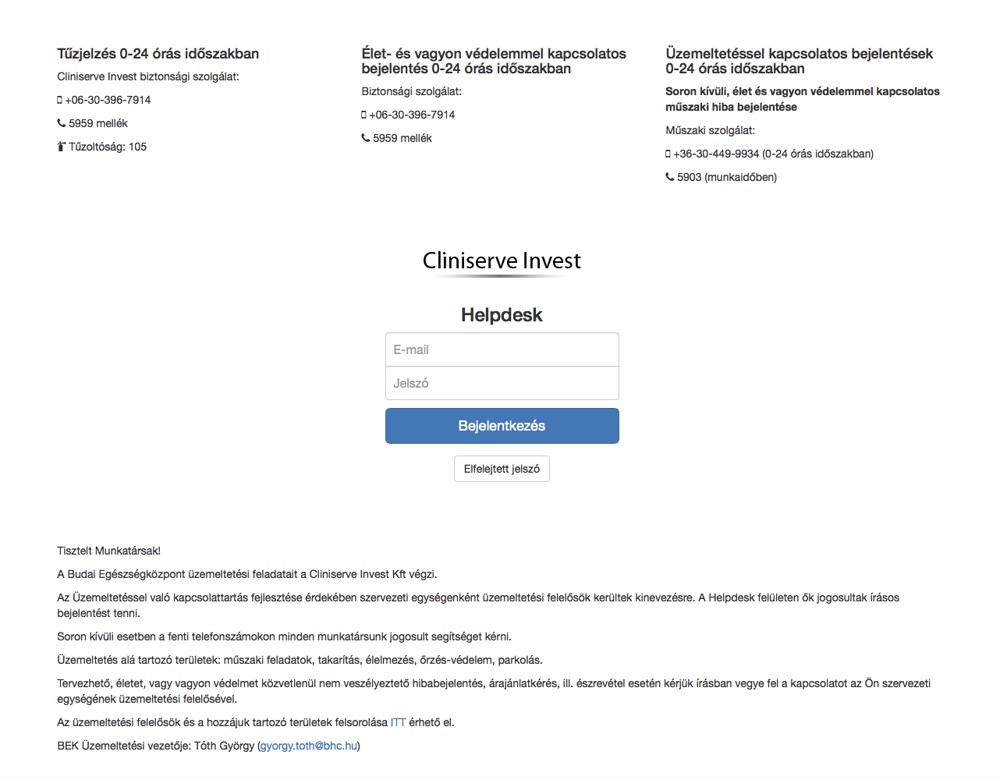 Tűzjelzés 0-24 órás időszakban
Cliniserve Invest biztonsági szolgálat:
+06-30-396-7914
5959 mellék
Tűzoltóság: 105
Élet- és vagyon védelemmel kapcsolatos
bejelentés 0-24 órás időszakban
Biztonsági szolgálat:
+06-30-396-7914
5959 mellék
Üzemeltetéssel kapcsolatos bejelentések
0-24 órás időszakban
Soron kívüli, élet és vagyon védelemmel kapcsolatos
műszaki hiba bejelentése
Műszaki szolgálat:
+36-30-449-9934 (0-24 órás időszakban)
5903 (munkaidőben)
Cliniserve Invest
Helpdesk
E-mail
Jelszó
Bejelentkezés
Elfelejtett jelszó
Tisztelt Munkatársak!
A Budai Egészségközpont üzemeltetési feladatait a Cliniserve Invest Kft végzi.
Az Üzemeltetéssel való kapcsolattartás fejlesztése érdekében szervezeti egységenként üzemeltetési felelősök kerültek kinevezésre. A Helpdesk felületen ők jogosultak írásos
bejelentést tenni.
Soron kívüli esetben a fenti telefonszámokon minden munkatársunk jogosult segítséget kérni.
Üzemeltetés alá tartozó területek: műszaki feladatok, takarítás, élelmezés, őrzés-védelem, parkolás.
Tervezhető, életet, vagy vagyon védelmet közvetlenül nem veszélyeztető hibabejelentés, árajánlatkérés, ill. észrevétel esetén kérjük írásban vegye fel a kapcsolatot az Ön szervezeti
egységének üzemeltetési felelősével.
Az üzemeltetési felelősök és a hozzájuk tartozó területek felsorolása ITT érhető el.
BEK Üzemeltetési vezetője: Tóth György (gyorgy.toth@bhc.hu)